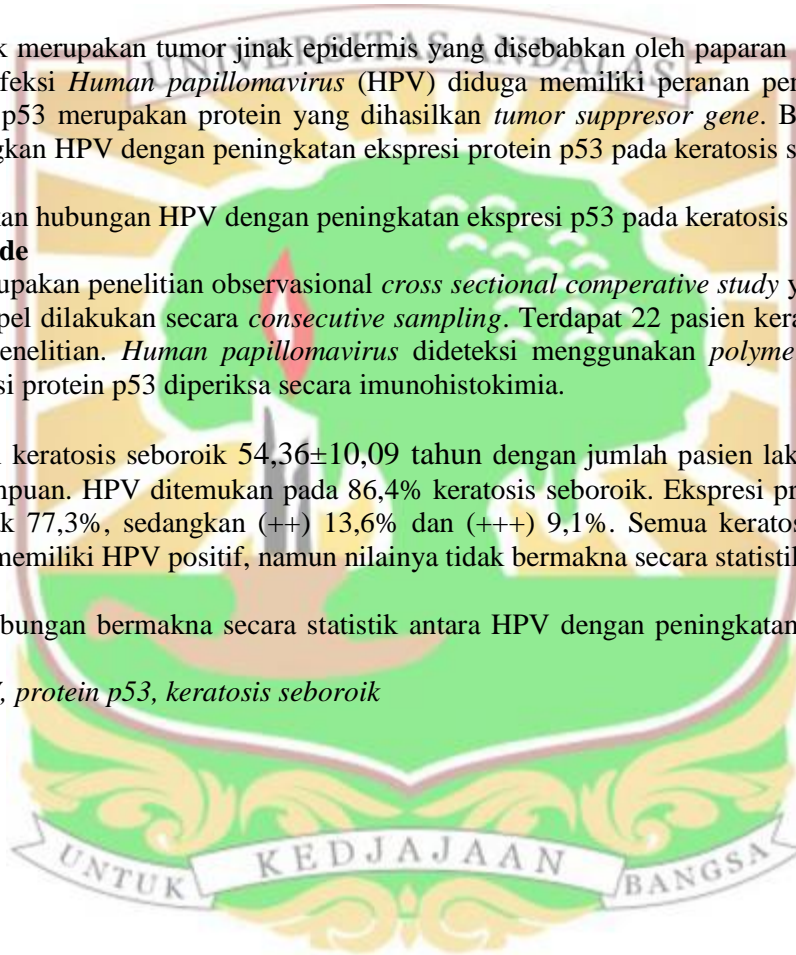 UNIVERSITAS ANDALAS
k merupakan tumor jinak epidermis yang disebabkan oleh paparan
feksi Human papillomavirus (HPV) diduga memiliki peranan pen
p53 merupakan protein yang dihasilkan tumor suppresor gene. B
gkan HPV dengan peningkatan ekspresi protein p53 pada keratosis s
an hubungan HPV dengan peningkatan ekspresi p53 pada keratosis
de
upakan penelitian observasional cross sectional comperative study y
pel dilakukan secara consecutive sampling. Terdapat 22 pasien kera
enelitian. Human papillomavirus dideteksi menggunakan polyme
si protein p53 diperiksa secara imunohistokimia.
keratosis seboroik 54,36±10,09 tahun dengan jumlah pasien lak
mpuan. HPV ditemukan pada 86,4% keratosis seboroik. Ekspresi pr
k 77,3%, sedangkan (++) 13,6% dan (+++) 9,1%. Semua keratos
memiliki HPV positif, namun nilainya tidak bermakna secara statistil
bungan bermakna secara statistik antara HPV dengan peningkatan
, protein p53, keratosis seboroik
UNTUK KEDJAJAAN BANGSA